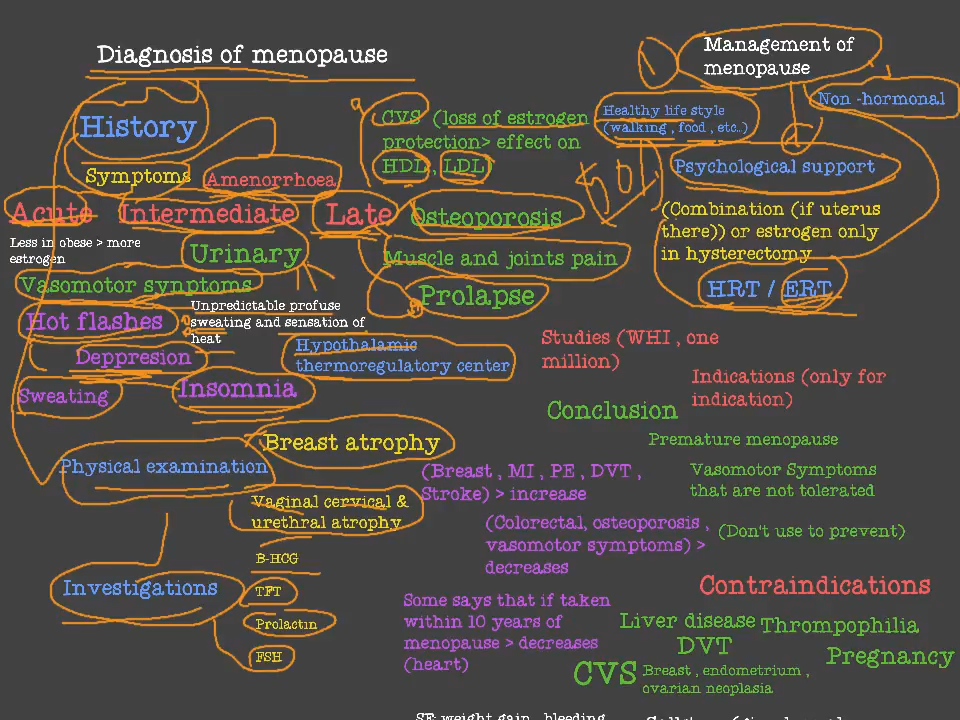 Diagnosis of menopause
History
Symptoms
Amenorrhoea
Acute
Intermediate
Late
Less in obese > more
estrogen
Urinary
Vasomotor symptoms
Hot flashes
Unpredictable profuse
sweating and sensation of
heat
Deppresion
Hypothalamic
thermoregulatory center
Sweating
Insomnia
CVS (loss of estrogen
protection> effect on
HDL , LDL)
Osteoporosis
Muscle and joints pain
Prolapse
Physical examination
Breast atrophy
Vaginal cervical &
urethral atrophy
Investigations
B-HCG
TFT
Prolactin
FSH
Management of
menopause
Non -hormonal
Healthy life style
(walking , food , etc...)
Psychological support
(Combination (if uterus
there)) or estrogen only
in hysterectomy
HRT / ERT
Studies (WHI , one
million)
Indications (only for
indication)
Conclusion
Premature menopause
(Breast , MI , PE , DVT ,
Stroke) > increase
Vasomotor Symptoms
that are not tolerated
(Colorectal, osteoporosis ,
vasomotor symptoms) >
decreases
(Don't use to prevent)
Contraindications
Some says that if taken
within 10 years of
menopause > decreases
(heart)
Liver disease
Thrompophilia
DVT
Pregnancy
CVS
Breast , endometrium ,
ovarian neoplasia
SE: weight gain , bleeding